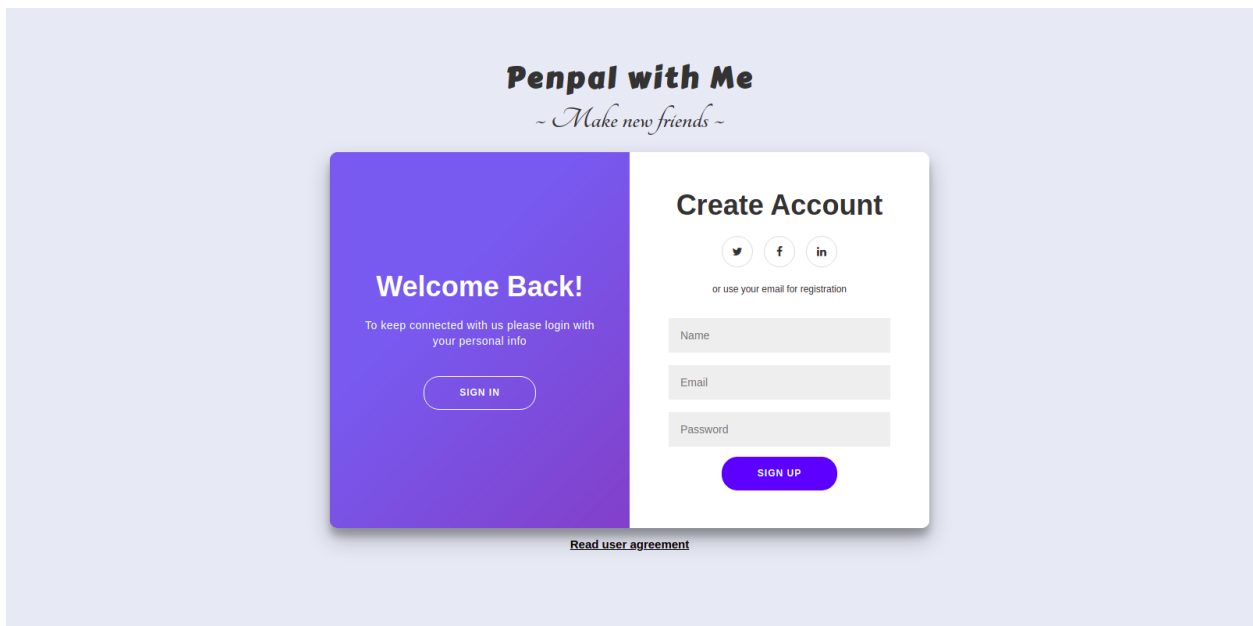 Penpal with Me
~ Make new friends ~
Welcome Back!
To keep connected with us please login with
your personal info
SIGN IN
Create Account
or use your email for registration
Name
Email
Password
SIGN UP
Read user agreement